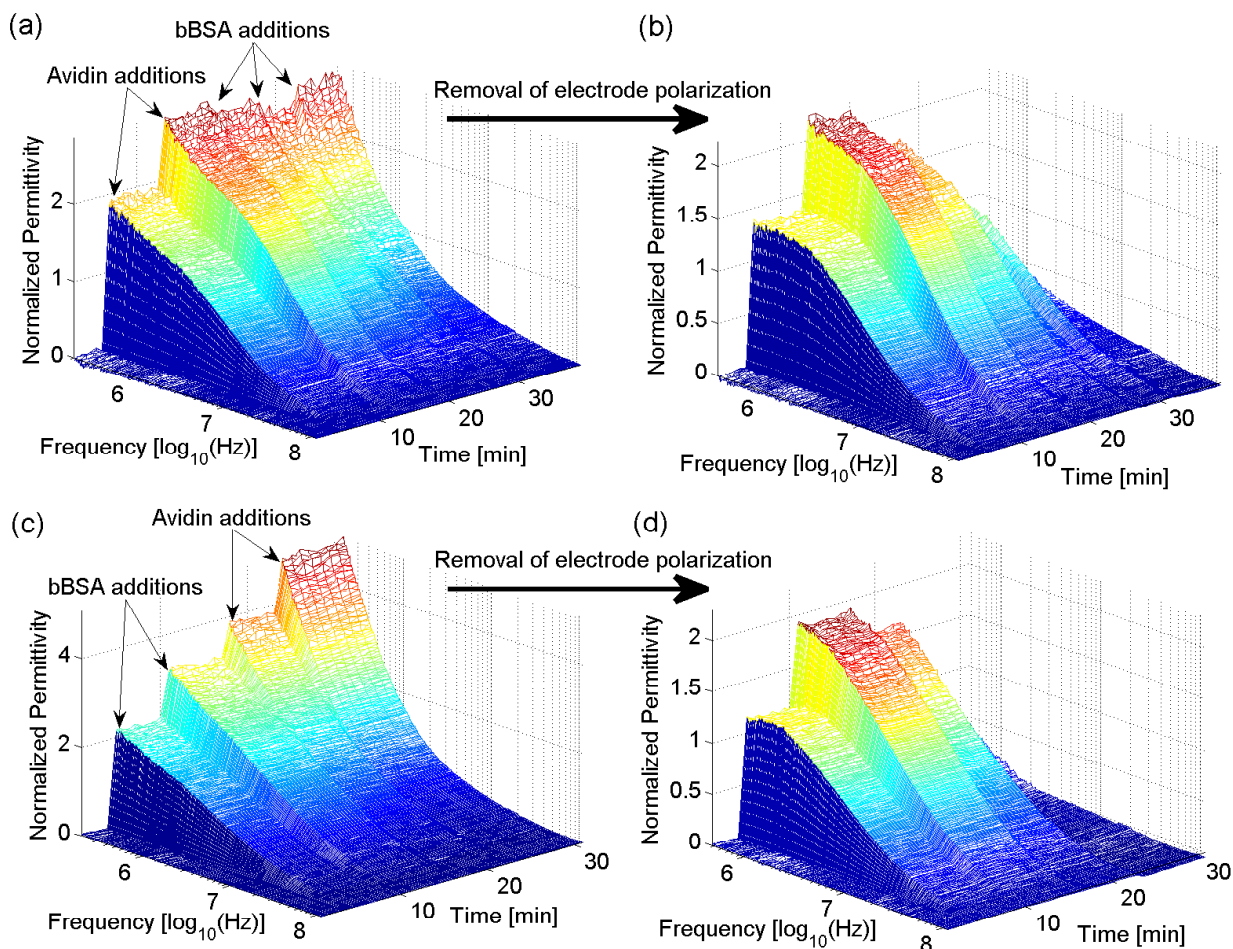 (a)
bBSA additions
Avidin additions
Normalized Permittivity
2
1
0
6
7
8
Frequency [log10(Hz)]
10
20
30
Time [min]
Removal of electrode polarization
(b)
Normalized Permittivity
2
1.5
1
0.5
0
6
7
8
Frequency [log10(Hz)]
10
20
30
Time [min]
(c)
Avidin additions
bBSA additions
Normalized Permittivity
4
2
0
6
7
8
Frequency [log10(Hz)]
10
20
30
Time [min]
Removal of electrode polarization
(d)
Normalized Permittivity
2
1.5
1
0.5
0
6
7
8
Frequency [log10(Hz)]
10
20
30
Time [min]